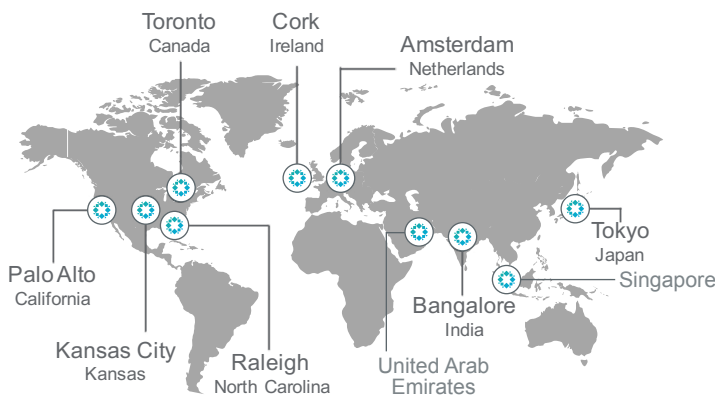 Toronto
Canada
Cork
Ireland
Amsterdam
Netherlands
Palo Alto
California
Kansas City
Kansas
Raleigh
North Carolina
United Arab
Emirates
Bangalore
India
Tokyo
Japan
Singapore